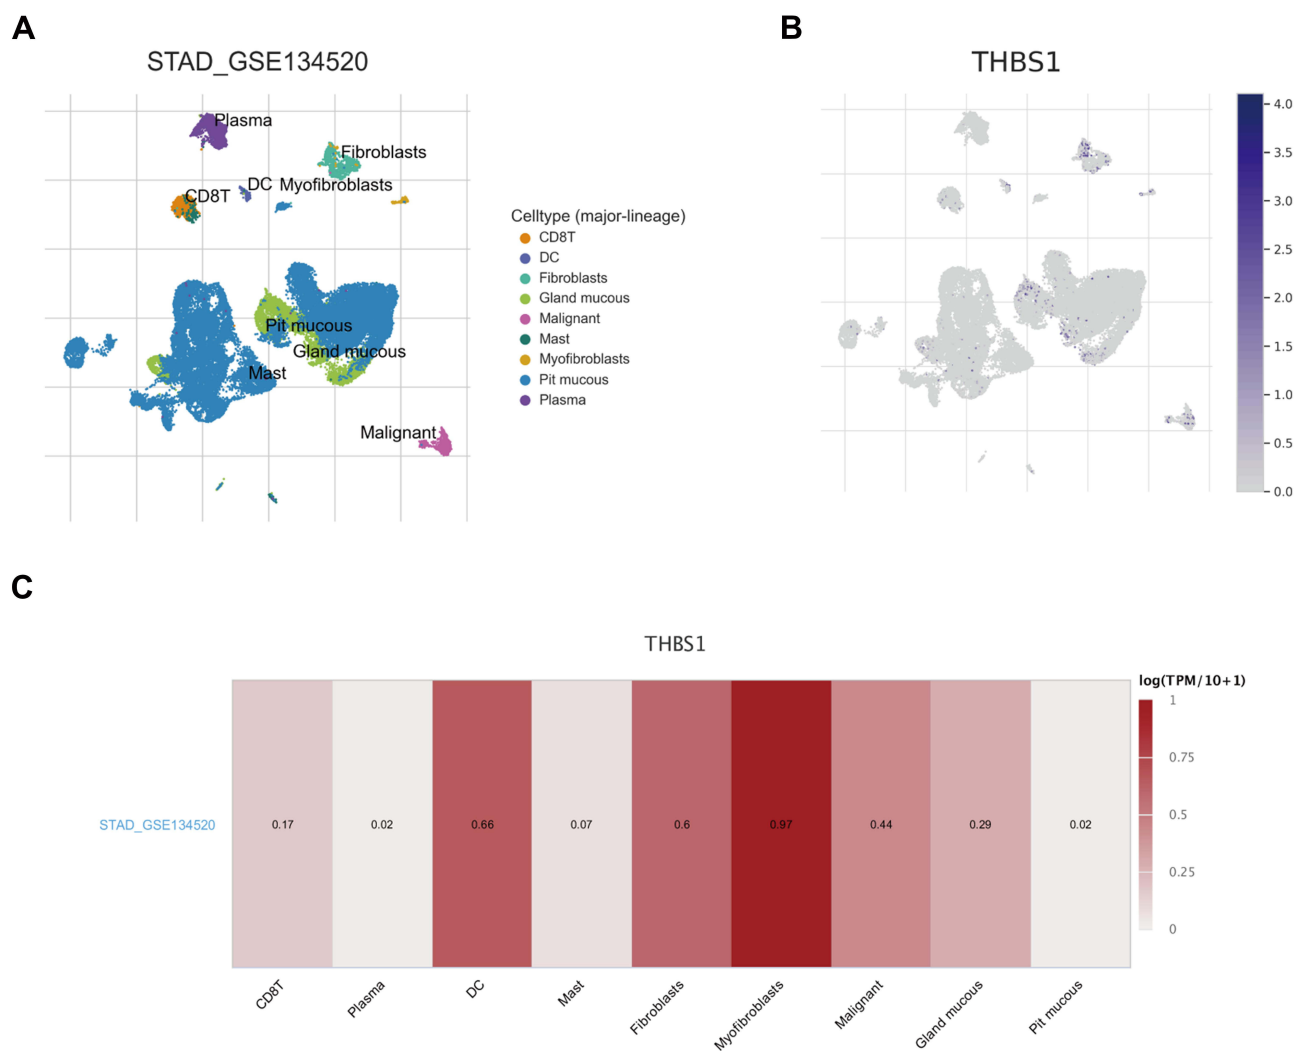 A
STAD_GSE134520
Plasma
Fibroblasts
DC
Myofibroblasts
CD8T
Pit mucous
Gland mucous
Mast
Malignant
Celltype (major-lineage)
CD8T
DC
Fibroblasts
Gland mucous
Malignant
Mast
Myofibroblasts
Pit mucous
Plasma
B
THBS1
4.0
3.5
3.0
2.5
2.0
1.5
1.0
0.5
0.0
C
THBS1
log(TPM/10+1)
1
0.75
0.5
0.25
0
STAD_GSE134520
0.17
0.02
0.66
0.07
0.6
0.97
0.44
0.29
0.02
CD8T
Plasma
DC
Mast
Fibroblasts
Myofibroblasts
Malignant
Gland mucous
Pit mucous